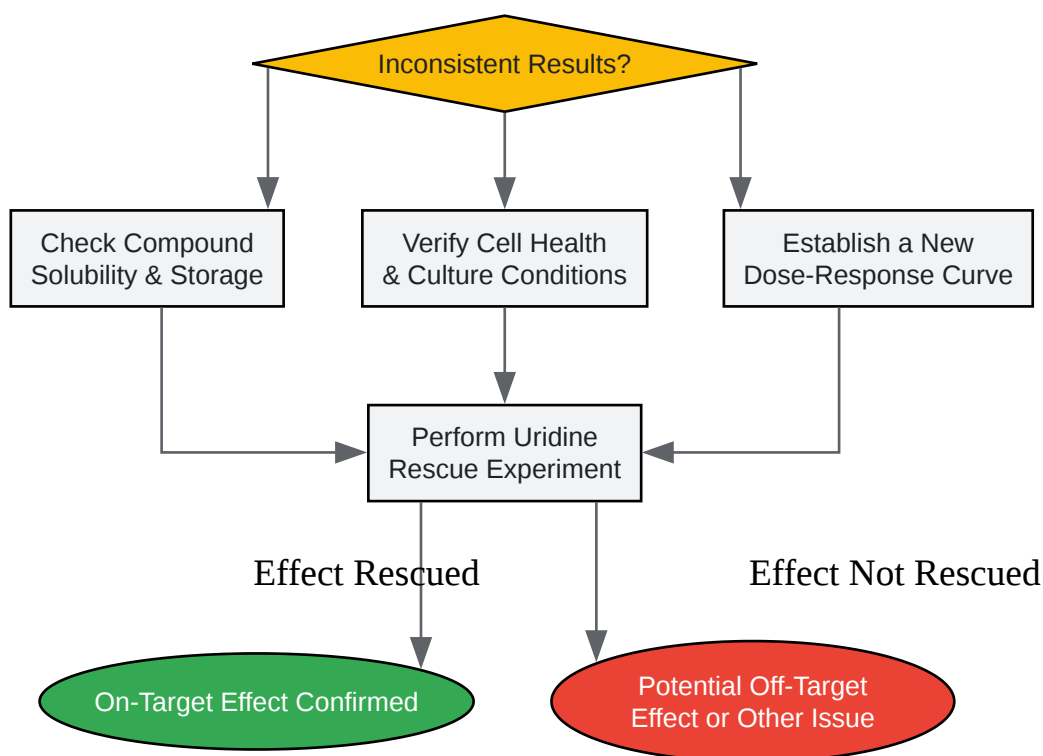 Inconsistent Results?
Check Compound
Solubility & Storage
Verify Cell Health
& Culture Conditions
Establish a New
Dose-Response Curve
Perform Uridine
Rescue Experiment
Effect Rescued
Effect Not Rescued
On-Target Effect Confirmed
Potential Off-Target
Effect or Other Issue